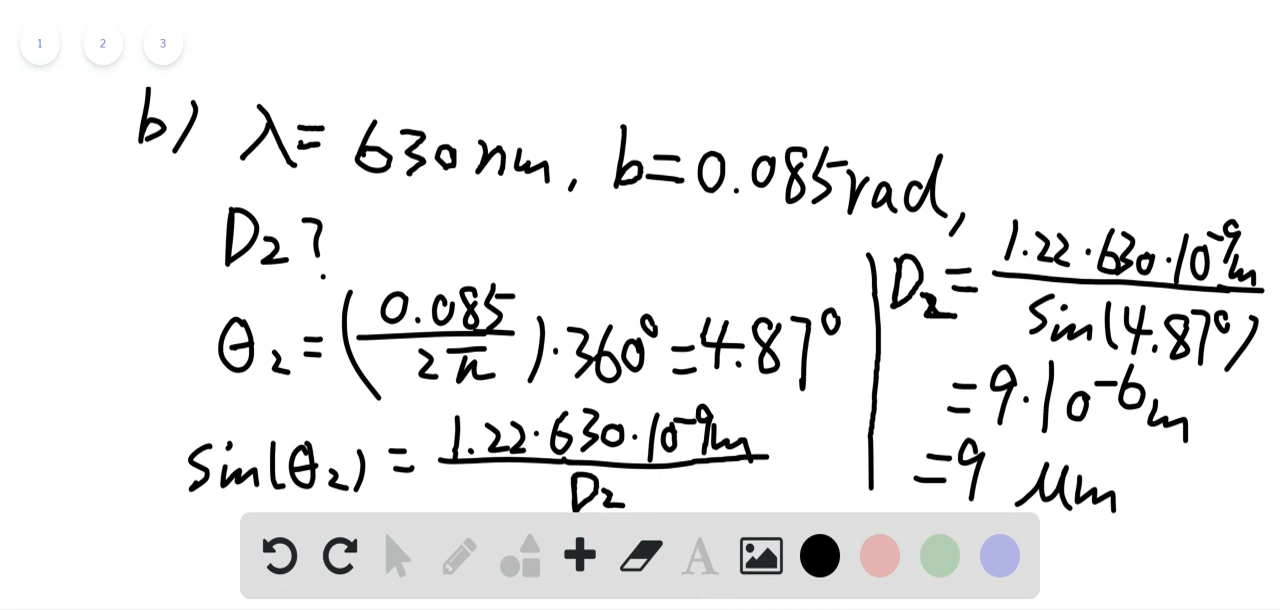 1 2 3
b) λ= 630 nm, b=0.085 rad,
D₂?
θ₂ = (0.085/2π)·360° = 4.87°
sin(θ₂) = 1.22·630·10⁻⁹m/D₂
D₂ = 1.22·630·10⁻⁹m/sin(4.87°)
= 9·10⁻⁶m
= 9 μm
A